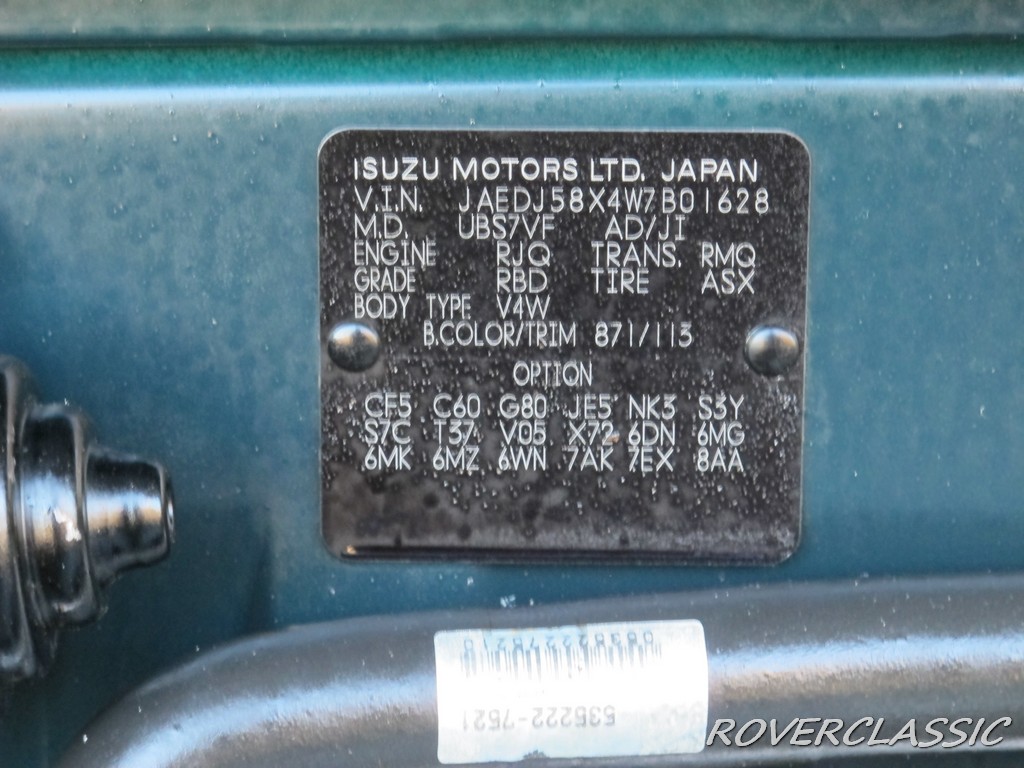 ISUZU MOTORS LTD. JAPAN
V.I.N. JAEDJ58X4W7B01628
M.D. UBS7VF AD/JI
ENGINE RJQ TRANS. RMQ
GRADE RBD TIRE ASX
BODY TYPE V4W
B.COLOR/TRIM 871/113
OPTION
CF5 C60 G80 JE5 NK3 S3Y
S7C T37 V05 X72 6DN 6MG
6MK 6MZ 6WN 7AK 7EX 8AA
535222-7521
ROVERCLASSIC